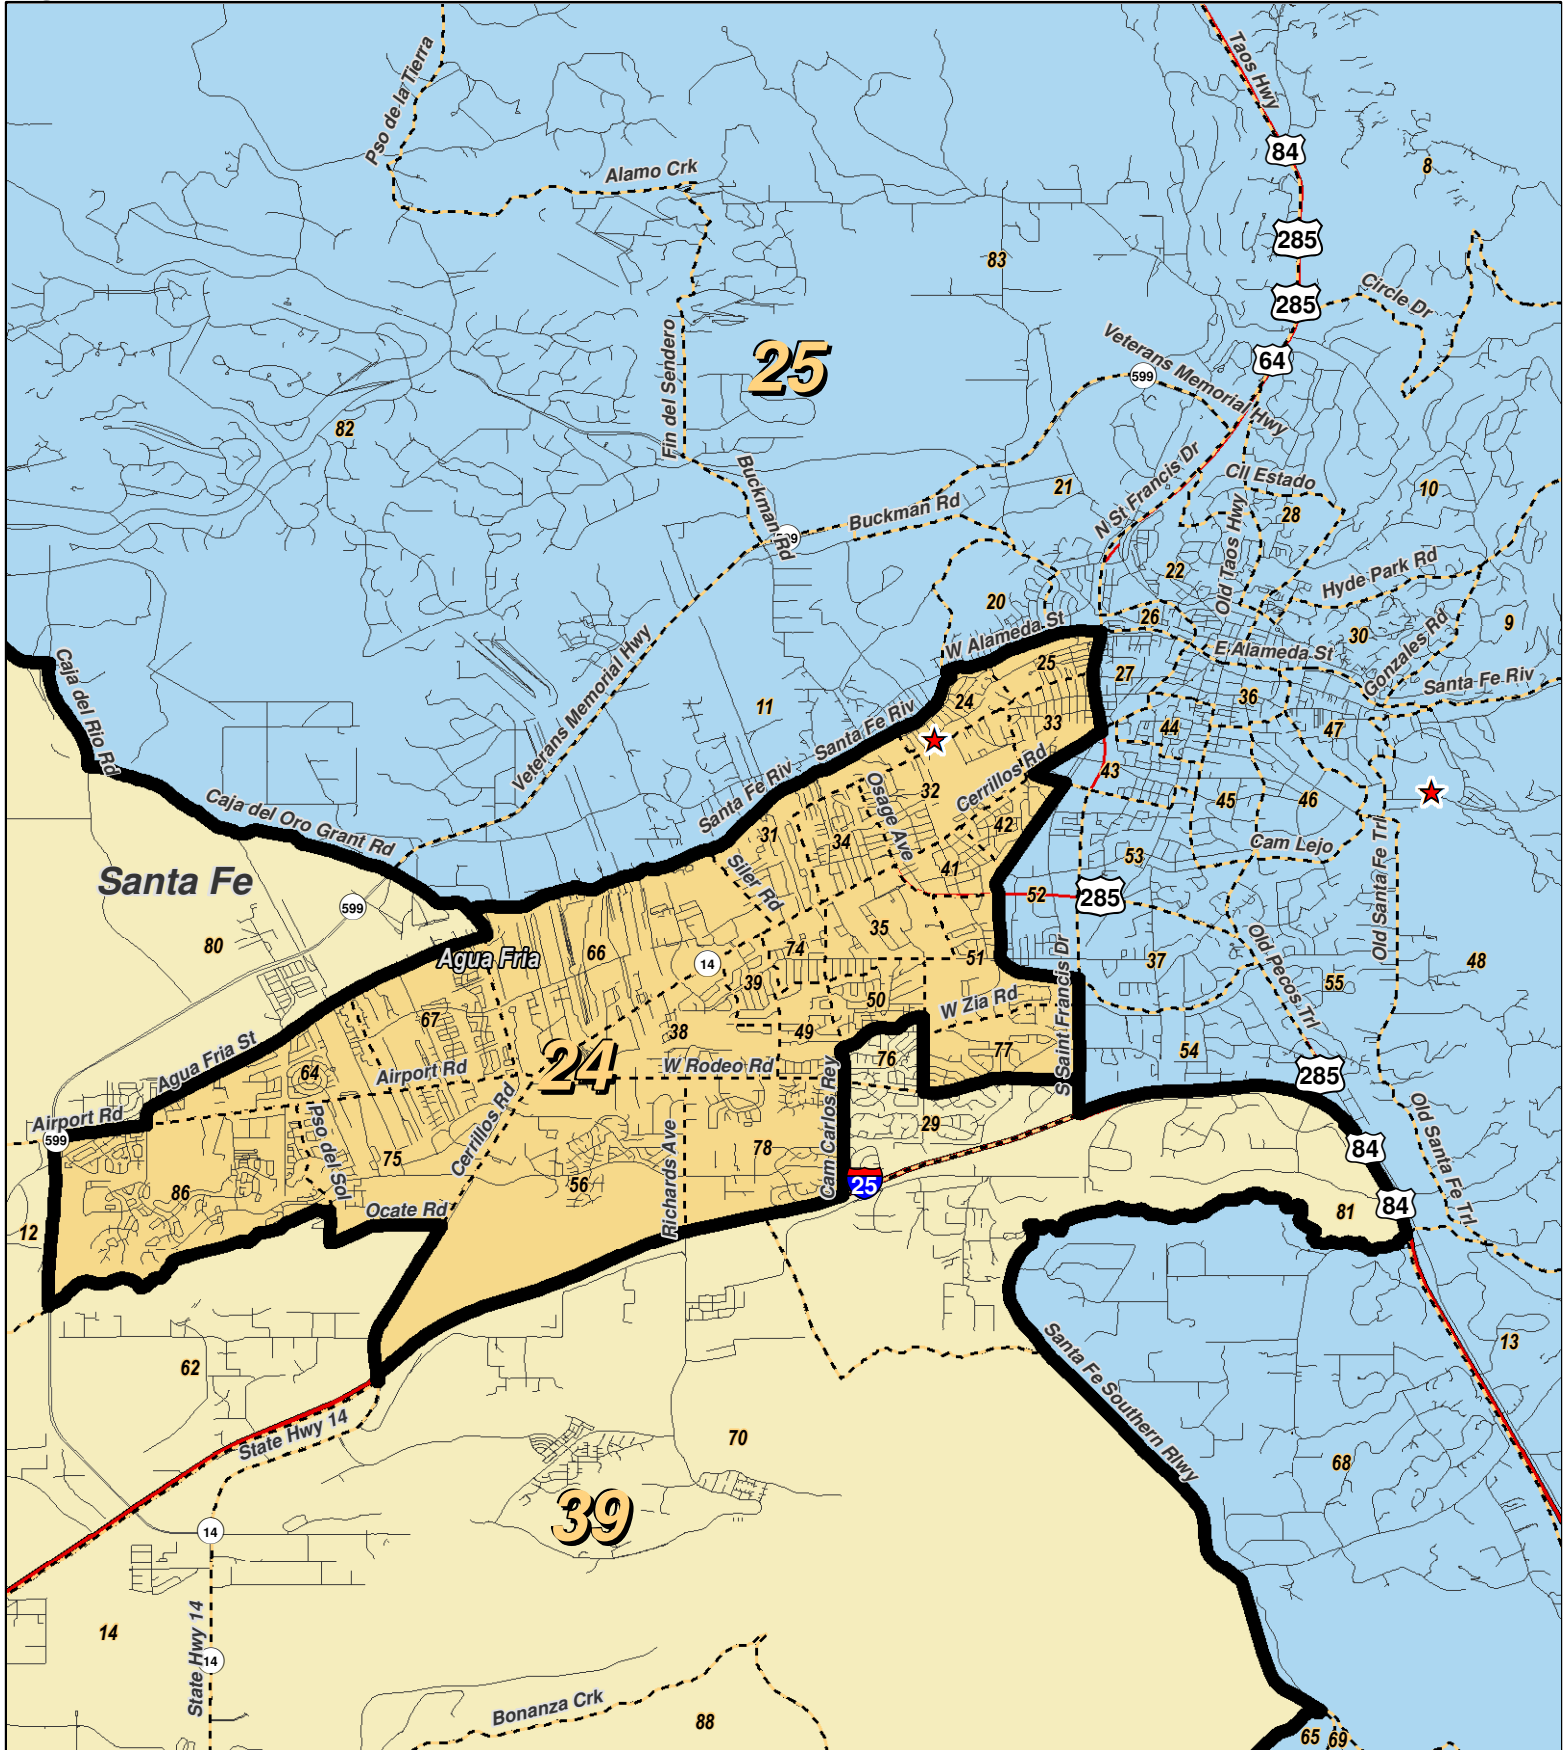 Taos Hwy
Pso de la Tierra
84
8
Alamo Crk
285
83
Circle Dr
285
Fin del Sendero
Veterans Memorial Hwy
64
25
599
82
N St Francis Dr
Cll Estado
Buckman Rd
21
10
Buckman Rd
28
Old Taos Hwy
22
Hyde Park Rd
20
26
W Alameda St
30
9
Gonzales Rd
E Alameda St
Veterans Memorial Hwy
25
27
Santa Fe Riv
Caja del Rio Rd
36
11
24
Santa Fe Riv
33
44
47
43
Santa Fe Riv
Osage Ave
32
Cerrillos Rd
45
46
Caja del Oro Grant Rd
31
34
42
Cam Lejo
53
Old Santa Fe Trl
Siler Rd
41
Santa Fe
52
285
599
35
80
66
74
Agua Fria
14
51
37
Old Pecos Trl
48
39
55
50
W Zia Rd
S Saint Francis Dr
67
38
49
Agua Fria St
76
77
54
24
64
Airport Rd
W Rodeo Rd
285
Airport Rd
Cerrillos Rd
Cam Carlos Rey
599
Pso del Sol
29
Old Santa Fe Trl
75
78
84
Richards Ave
86
56
25
84
Ocate Rd
81
12
Santa Fe Southern Rlwy
13
62
State Hwy 14
70
68
39
14
14
State Hwy 14
14
Bonanza Crk
88
65
69